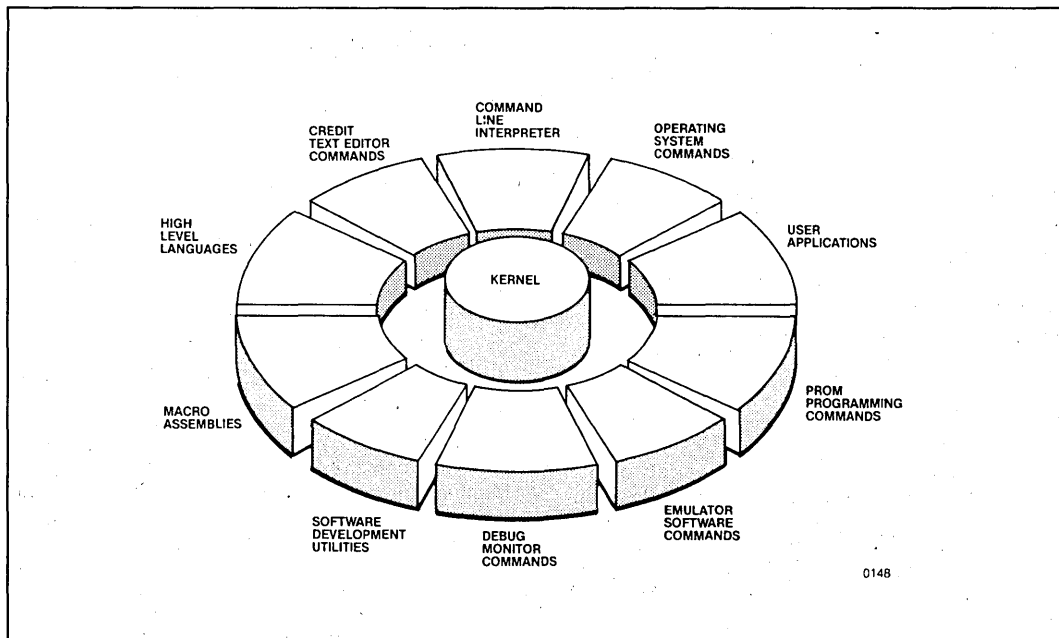 COMMAND
LINE
INTERPRETER
CREDIT
TEXT EDITOR
COMMANDS
OPERATING
SYSTEM
COMMANDS
HIGH
LEVEL
LANGUAGES
USER
APPLICATIONS
KERNEL
MACRO
ASSEMBLIES
PROM
PROGRAMMING
COMMANDS
SOFTWARE
DEVELOPMENT
UTILITIES
DEBUG
MONITOR
COMMANDS
EMULATOR
SOFTWARE
COMMANDS
0148